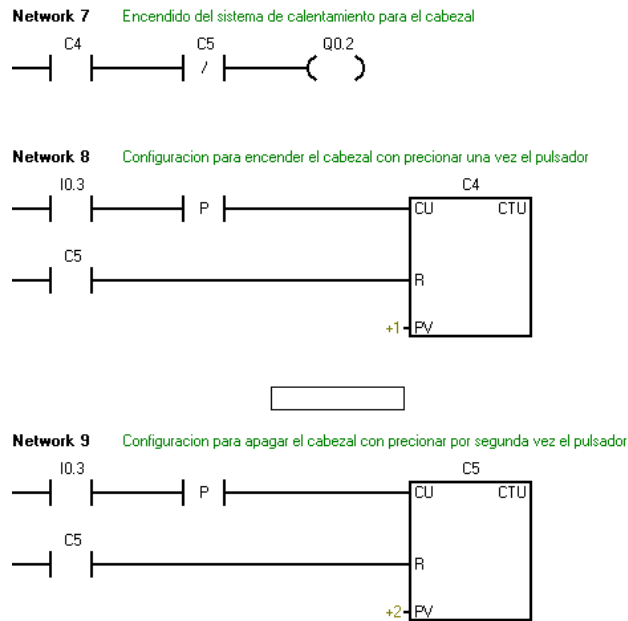 Network 7 Encendido del sistema de calentamiento para el cabezal
C4 C5 Q0.2
/
Network 8 Configuracion para encender el cabezal con precionar una vez el pulsador
I0.3 C4
P CU CTU
C5
R
+1 PV
Network 9 Configuracion para apagar el cabezal con precionar por segunda vez el pulsador
I0.3 C5
P CU CTU
C5
R
+2 PV